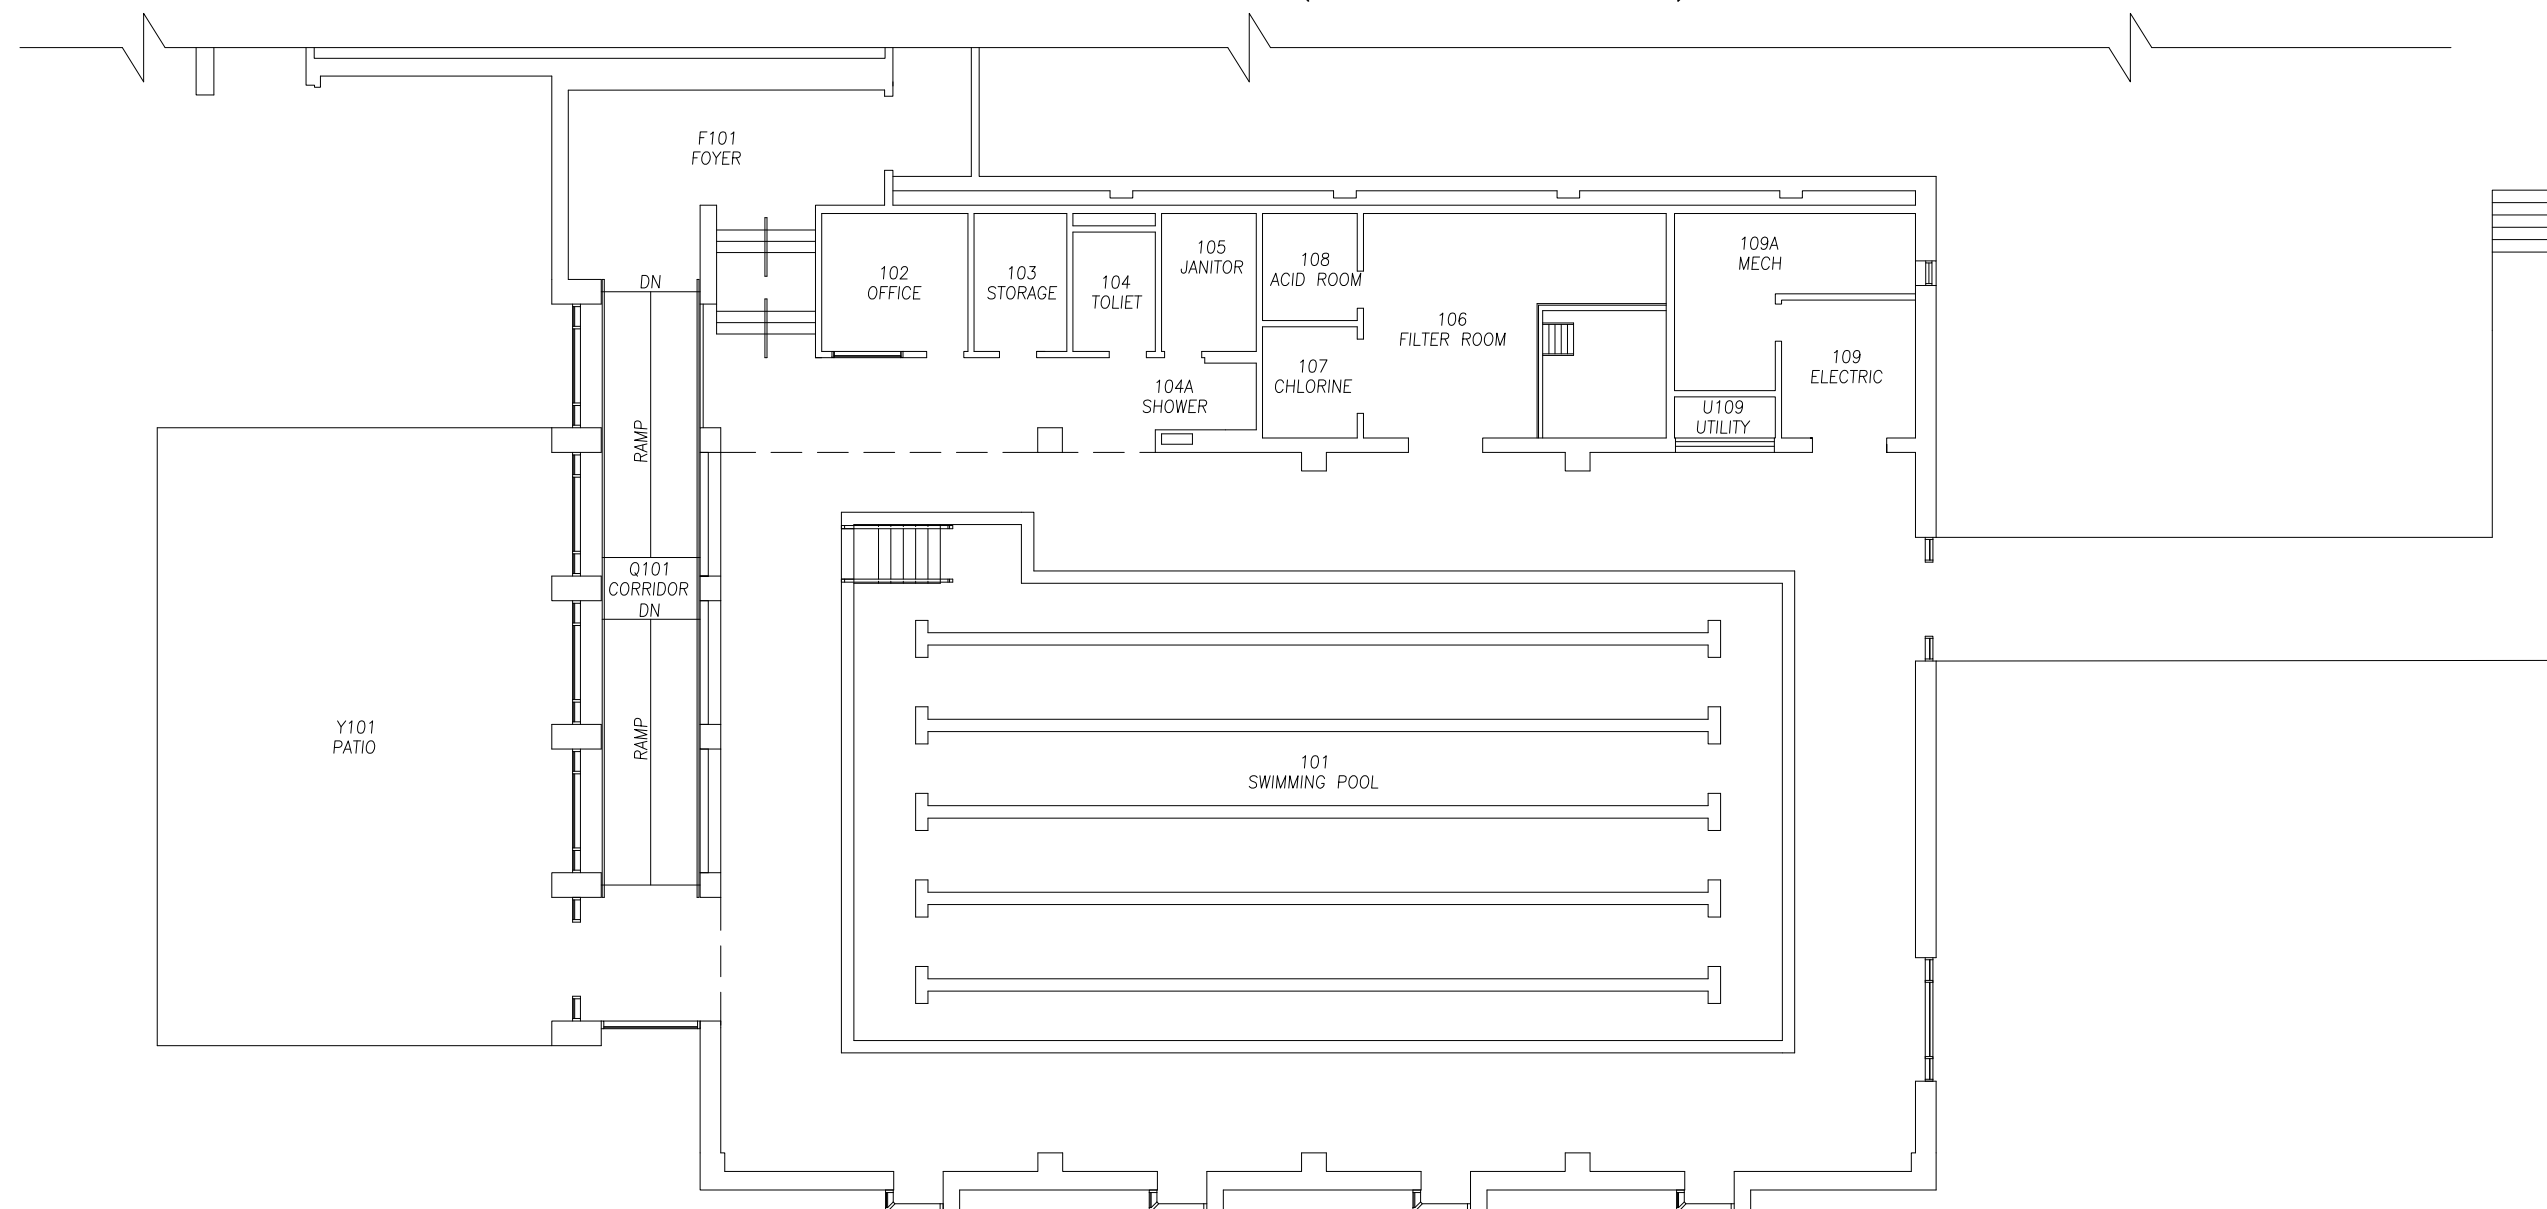 F101
FOYER
DN
102
OFFICE
103
STORAGE
104
TOLIET
105
JANITOR
108
ACID ROOM
106
FILTER ROOM
109A
MECH
107
CHLORINE
109
ELECTRIC
104A
SHOWER
U109
UTILITY
RAMP
Q101
CORRIDOR
DN
RAMP
Y101
PATIO
101
SWIMMING POOL